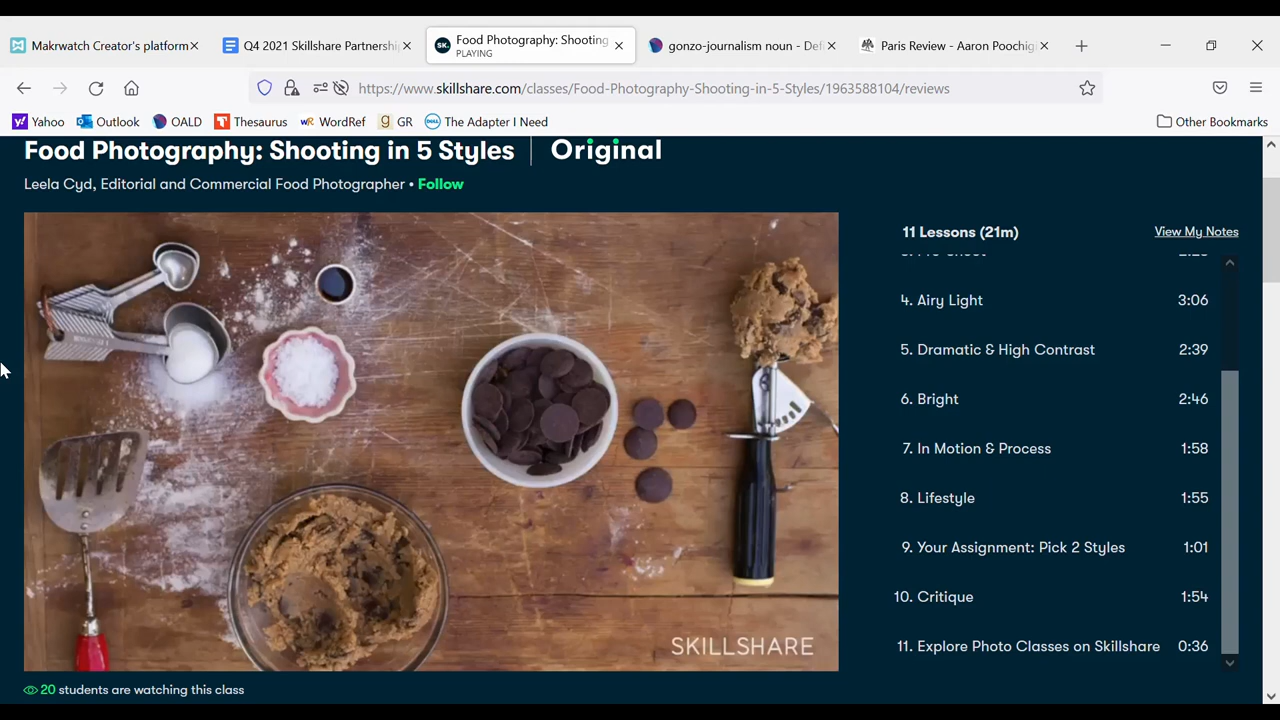 Makrwatch Creator's platform
Q4 2021 Skillshare Partnershi
Food Photography: Shooting
PLAYING
gonzo-journalism noun - Defi
Paris Review - Aaron Poochigi
https://www.skillshare.com/classes/Food-Photography-Shooting-in-5-Styles/1963588104/reviews
Yahoo
Outlook
OALD
Thesaurus
WordRef
GR
The Adapter I Need
Other Bookmarks
Food Photography: Shooting in 5 Styles | Original
Leela Cyd, Editorial and Commercial Food Photographer • Follow
11 Lessons (21m)
View My Notes
4. Airy Light 3:06
5. Dramatic & High Contrast 2:39
6. Bright 2:46
7. In Motion & Process 1:58
8. Lifestyle 1:55
9. Your Assignment: Pick 2 Styles 1:01
10. Critique 1:54
11. Explore Photo Classes on Skillshare 0:36
SKILLSHARE
20 students are watching this class